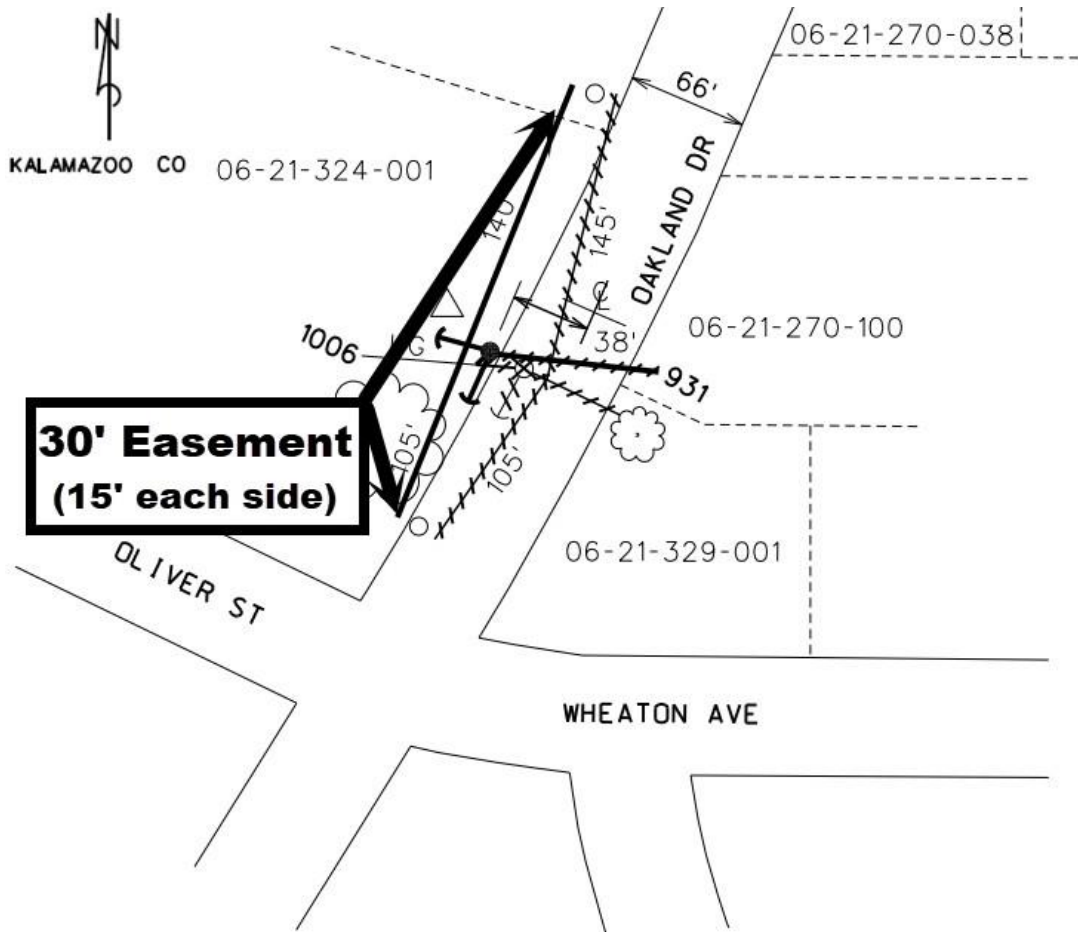 N
KALAMAZOO CO
06-21-324-001
06-21-270-038
66'
OAKLAND DR
140'
145'
38'
06-21-270-100
1006
G
931
30' Easement
(15' each side)
105'
105'
06-21-329-001
OLIVER ST
WHEATON AVE